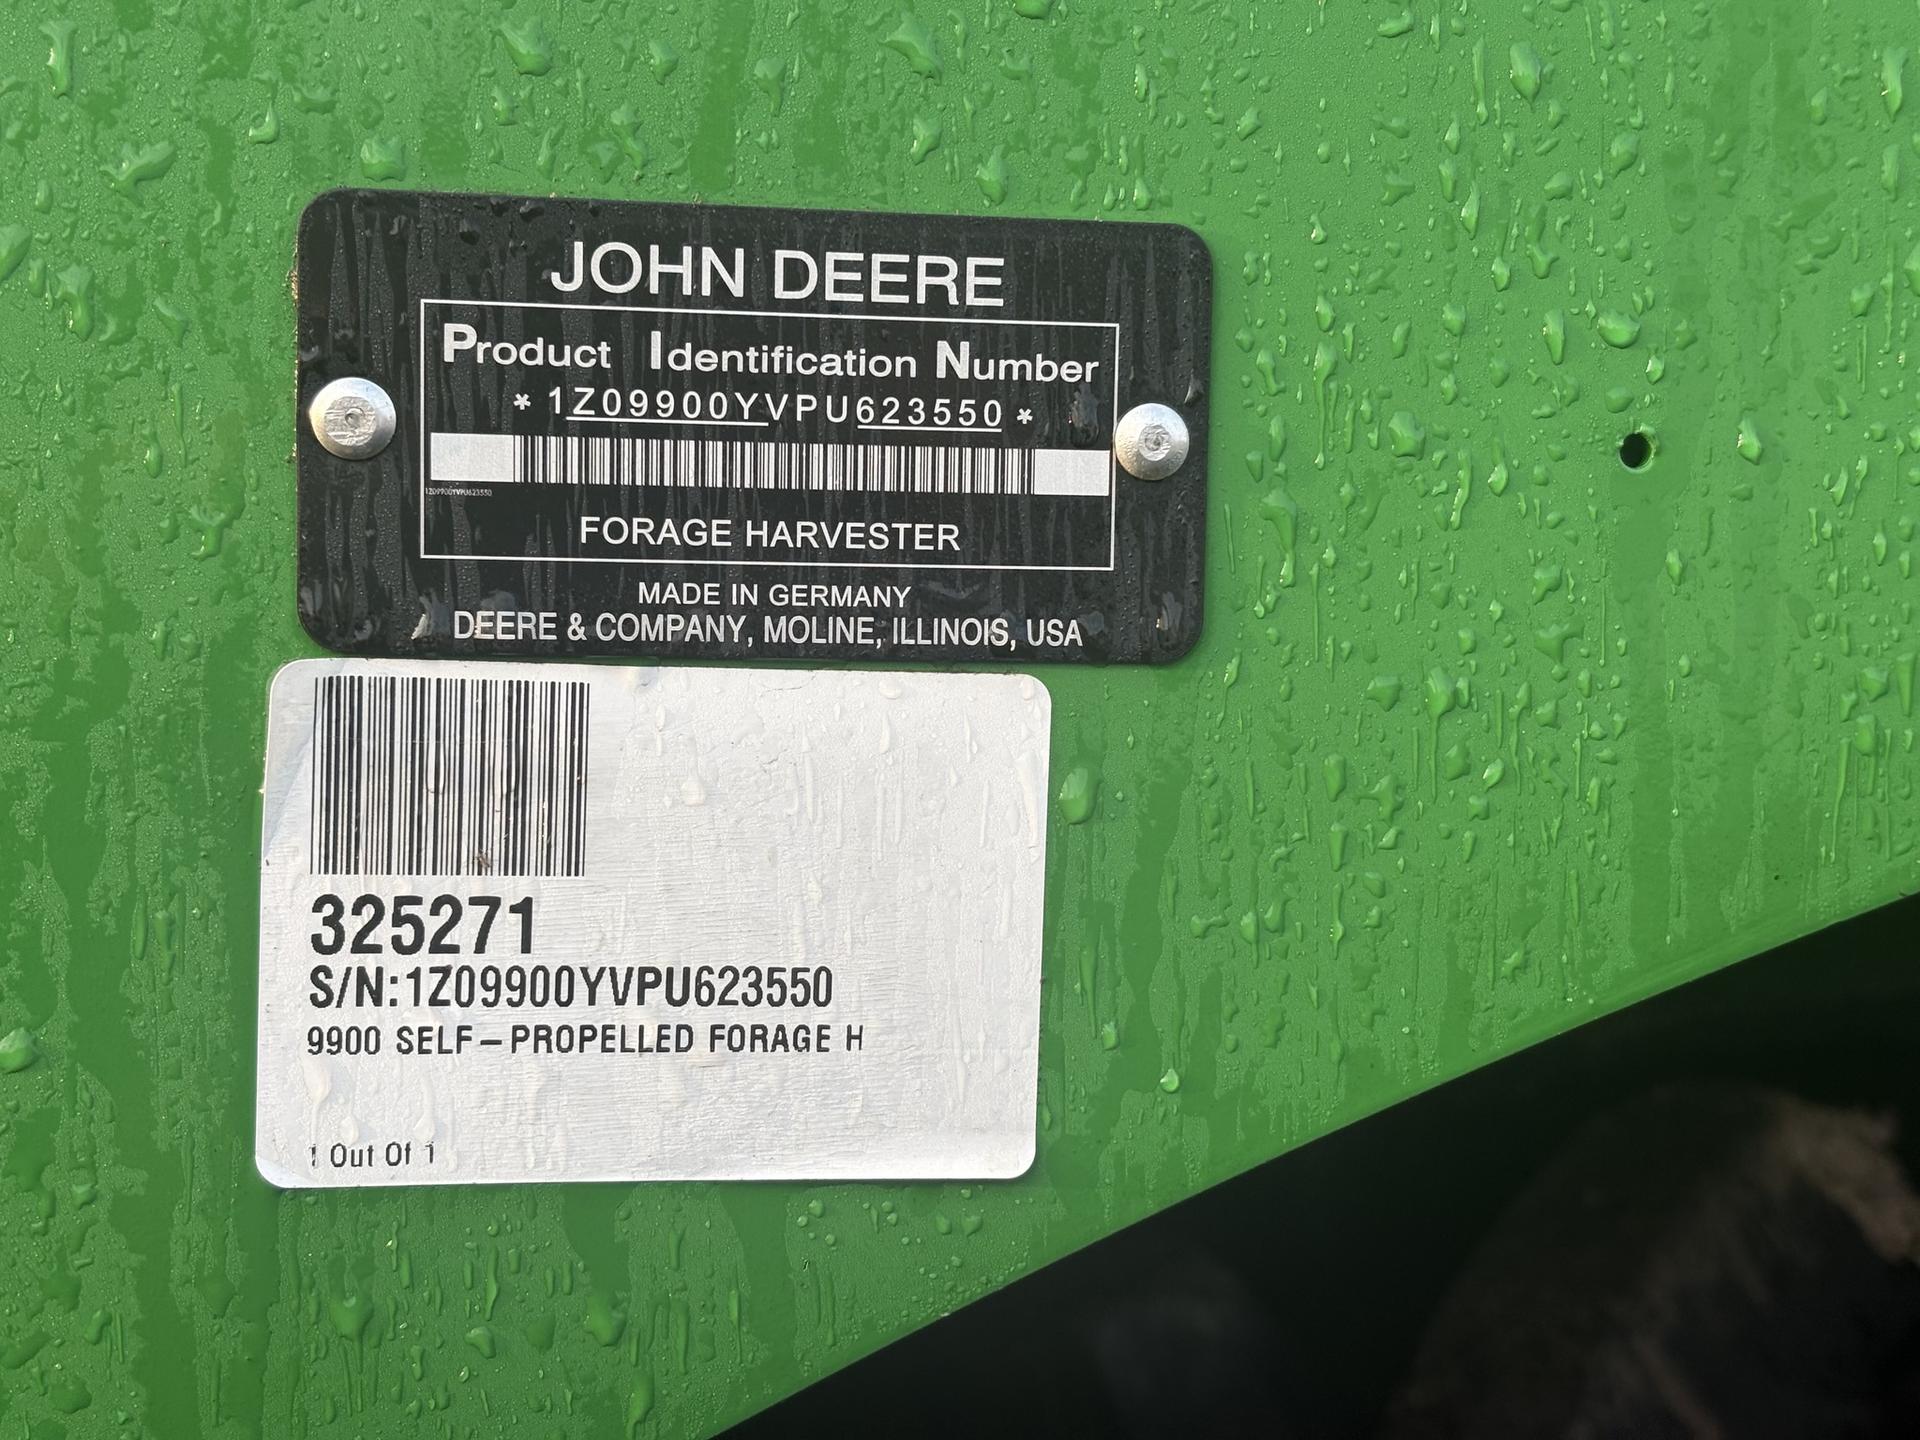 JOHN DEERE
Product Identification Number
* 1Z09900YVPU623550 *
1Z09900YVPU623550
FORAGE HARVESTER
MADE IN GERMANY
DEERE & COMPANY, MOLINE, ILLINOIS, USA
325271
S/N:1Z09900YVPU623550
9900 SELF-PROPELLED FORAGE H
1 Out Of 1